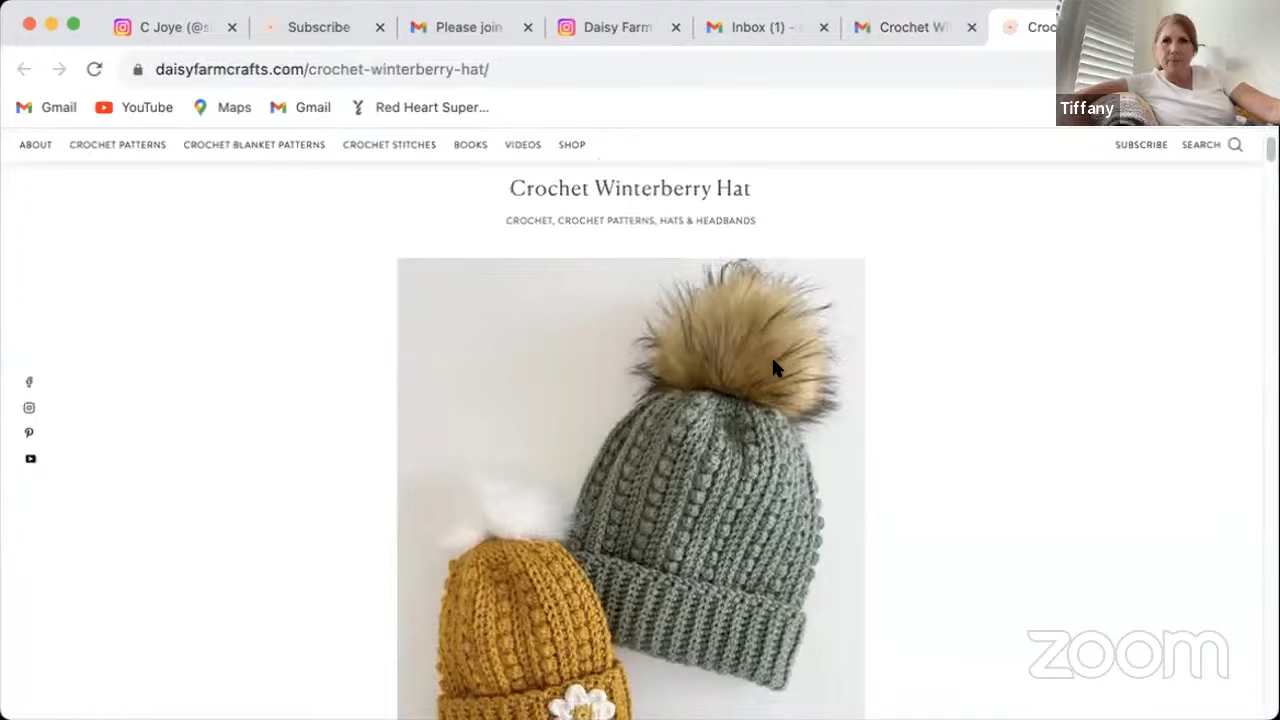 C Joye (@s
Subscribe
Please join
Daisy Farm
Inbox (1) -
Crochet Wi
Croc
daisyfarmcrafts.com/crochet-winterberry-hat/
Tiffany
Gmail
YouTube
Maps
Gmail
Red Heart Super...
ABOUT
CROCHET PATTERNS
CROCHET BLANKET PATTERNS
CROCHET STITCHES
BOOKS
VIDEOS
SHOP
SUBSCRIBE
SEARCH
Crochet Winterberry Hat
CROCHET, CROCHET PATTERNS, HATS & HEADBANDS
zoom